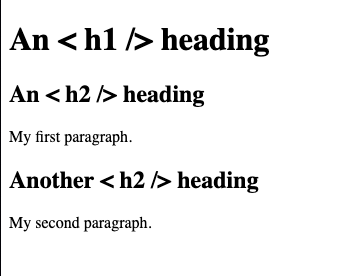 An < h1 /> heading
An < h2 /> heading
My first paragraph.
Another < h2 /> heading
My second paragraph.